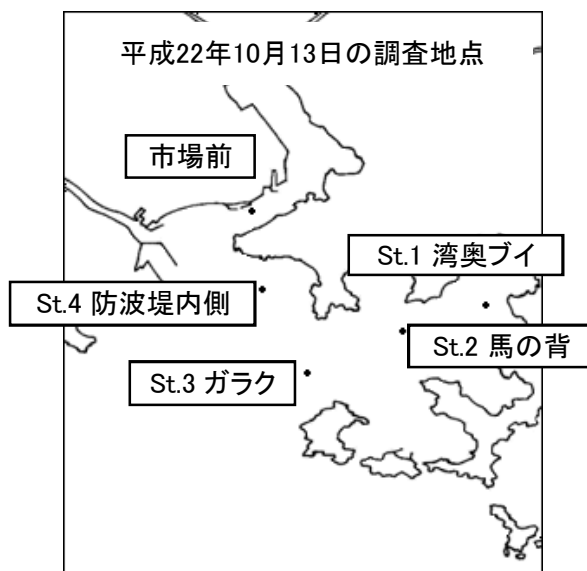 平成22年10月13日の調査地点
市場前
St.1 湾奥ブイ
St.4 防波堤内側
St.2 馬の背
St.3 ガラク